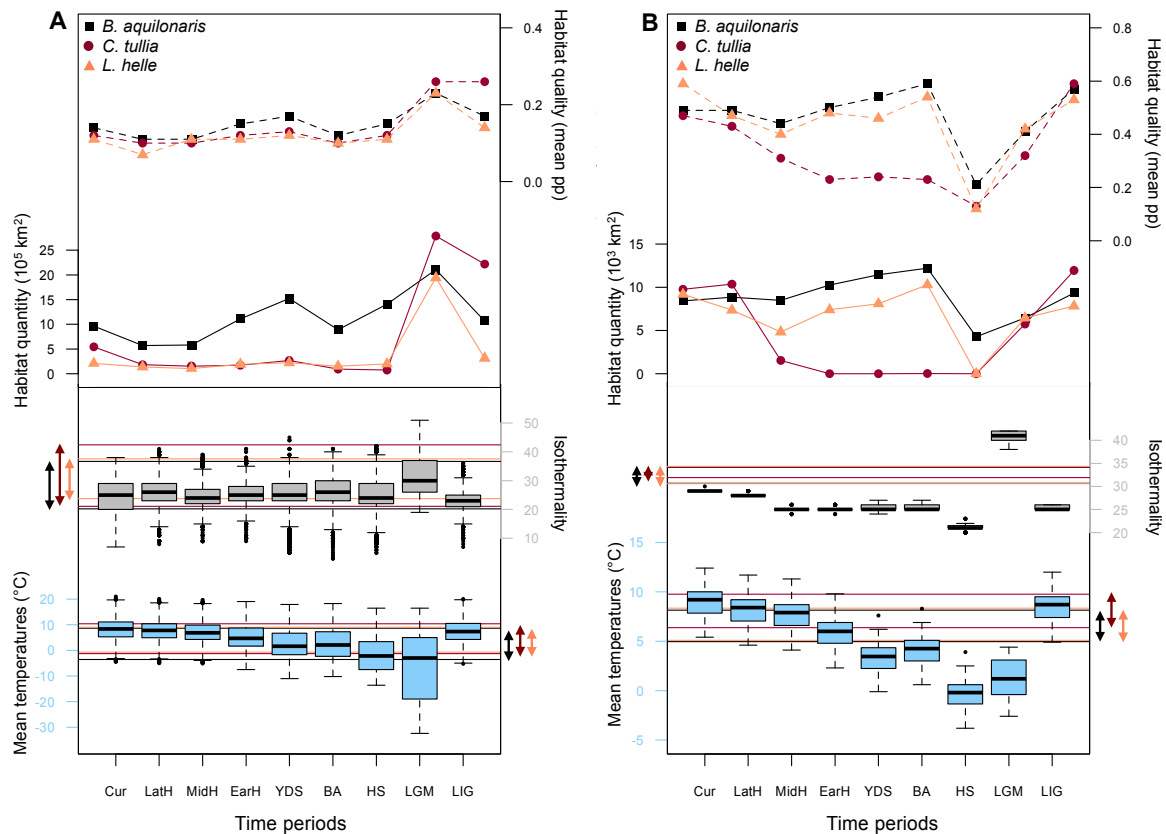 A
B. aquilonaris
C. tullia
L. helle
0.4
0.2
0.0
Habitat quality (mean pp)
Habitat quantity (10⁵ km²)
25
20
15
10
5
0
50
40
30
20
10
Isothermality
20
10
0
-10
-20
-30
Mean temperatures (°C)
Cur LatH MidH EarH YDS BA HS LGM LIG
Time periods
B
B. aquilonaris
C. tullia
L. helle
0.8
0.6
0.4
0.2
0.0
Habitat quality (mean pp)
Habitat quantity (10³ km²)
15
10
5
0
40
35
30
25
20
Isothermality
15
10
5
0
-5
Mean temperatures (°C)
Cur LatH MidH EarH YDS BA HS LGM LIG
Time periods